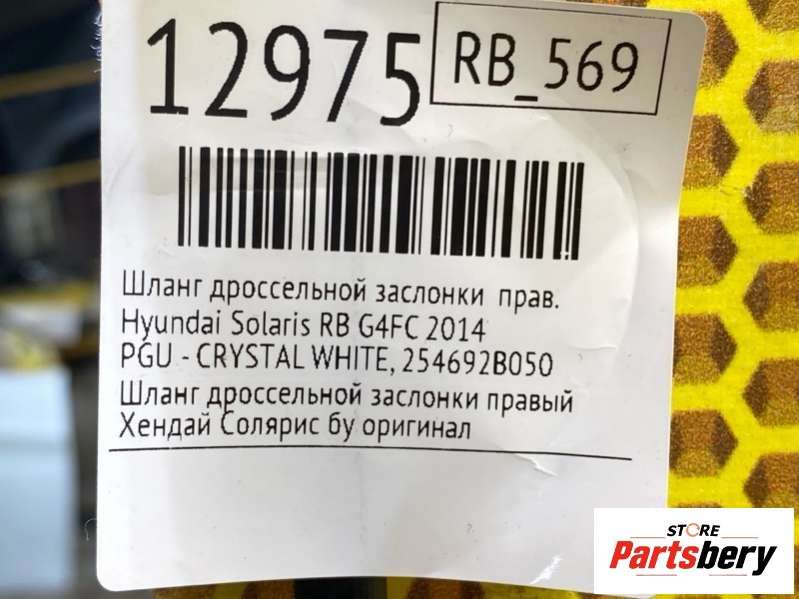 12975
RB_569
Шланг дроссельной заслонки прав.
Hyundai Solaris RB G4FC 2014
PGU - CRYSTAL WHITE, 254692B050
Шланг дроссельной заслонки правый
Хендай Солярис бу оригинал
STORE
Partsbery